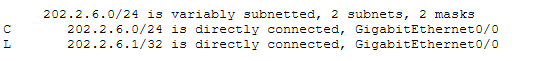 202.2.6.0/24 is variably subnetted, 2 subnets, 2 masks
C 202.2.6.0/24 is directly connected, GigabitEthernet0/0
L 202.2.6.1/32 is directly connected, GigabitEthernet0/0